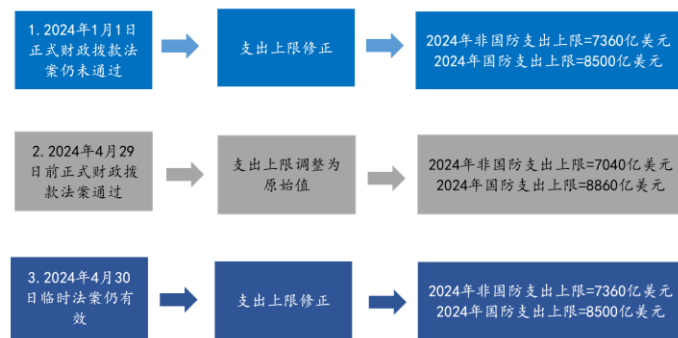 1. 2024年1月1日
正式财政拨款法
案仍未通过
支出上限修正
2024年非国防支出上限=7360亿美元
2024年国防支出上限=8500亿美元
2. 2024年4月29
日前正式财政拨
款法案通过
支出上限调整为
原始值
2024年非国防支出上限=7040亿美元
2024年国防支出上限=8860亿美元
3. 2024年4月30
日临时法案仍有
效
支出上限修正
2024年非国防支出上限=7360亿美元
2024年国防支出上限=8500亿美元